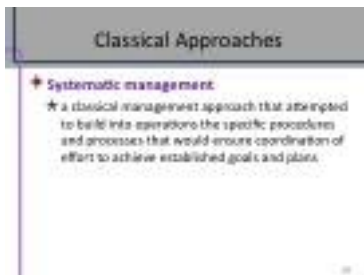 Classical Approaches
Systematic management
a classical management approach that attempted
to build into operations the specific procedures
and processes that would ensure coordination of
effort to achieve established goals and plans